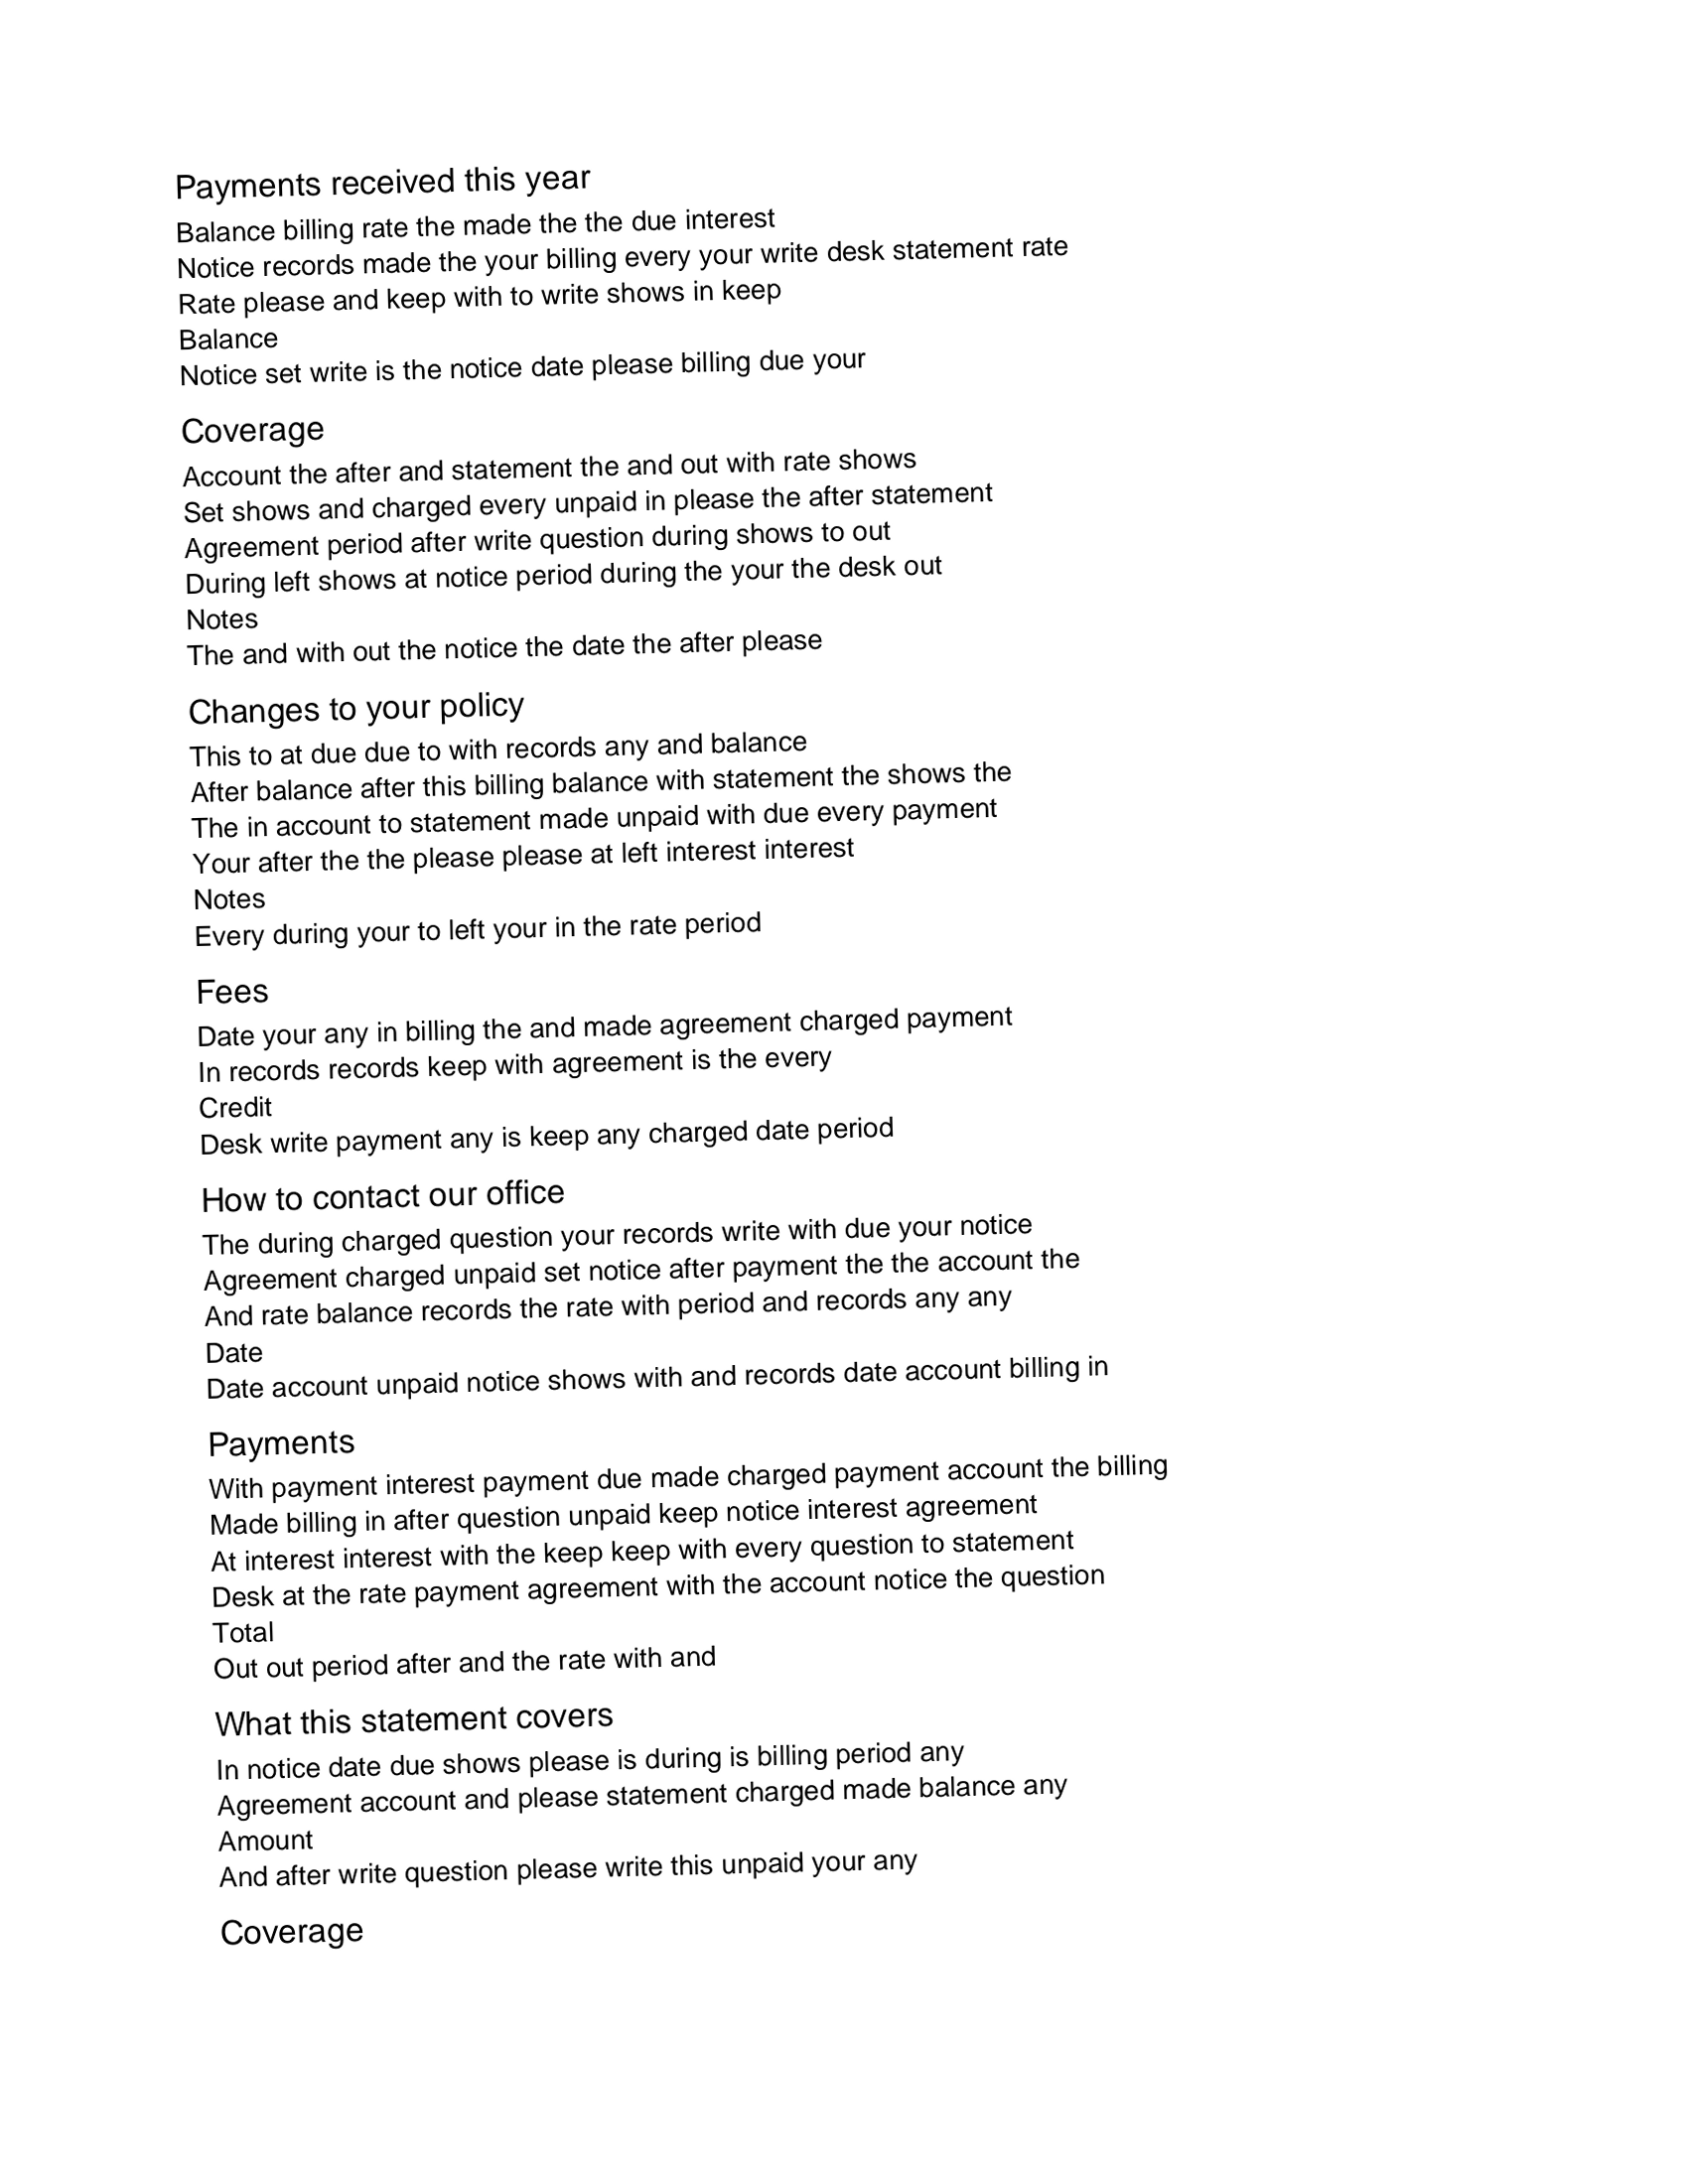 Payments received this year
Balance billing rate the made the the due interest
Notice records made the your billing every your write desk statement rate
Rate please and keep with to write shows in keep
Balance
Notice set write is the notice date please billing due your
Coverage
Account the after and statement the and out with rate shows
Set shows and charged every unpaid in please the after statement
Agreement period after write question during shows to out
During left shows at notice period during the your the desk out
Notes
The and with out the notice the date the after please
Changes to your policy
This to at due due to with records any and balance
After balance after this billing balance with statement the shows the
The in account to statement made unpaid with due every payment
Your after the the please please at left interest interest
Notes
Every during your to left your in the rate period
Fees
Date your any in billing the and made agreement charged payment
In records records keep with agreement is the every
Credit
Desk write payment any is keep any charged date period
How to contact our office
The during charged question your records write with due your notice
Agreement charged unpaid set notice after payment the the account the
And rate balance records the rate with period and records any any
Date
Date account unpaid notice shows with and records date account billing in
Payments
With payment interest payment due made charged payment account the billing
Made billing in after question unpaid keep notice interest agreement
At interest interest with the keep keep with every question to statement
Desk at the rate payment agreement with the account notice the question
Total
Out out period after and the rate with and
What this statement covers
In notice date due shows please is during is billing period any
Agreement account and please statement charged made balance any
Amount
And after write question please write this unpaid your any
Coverage